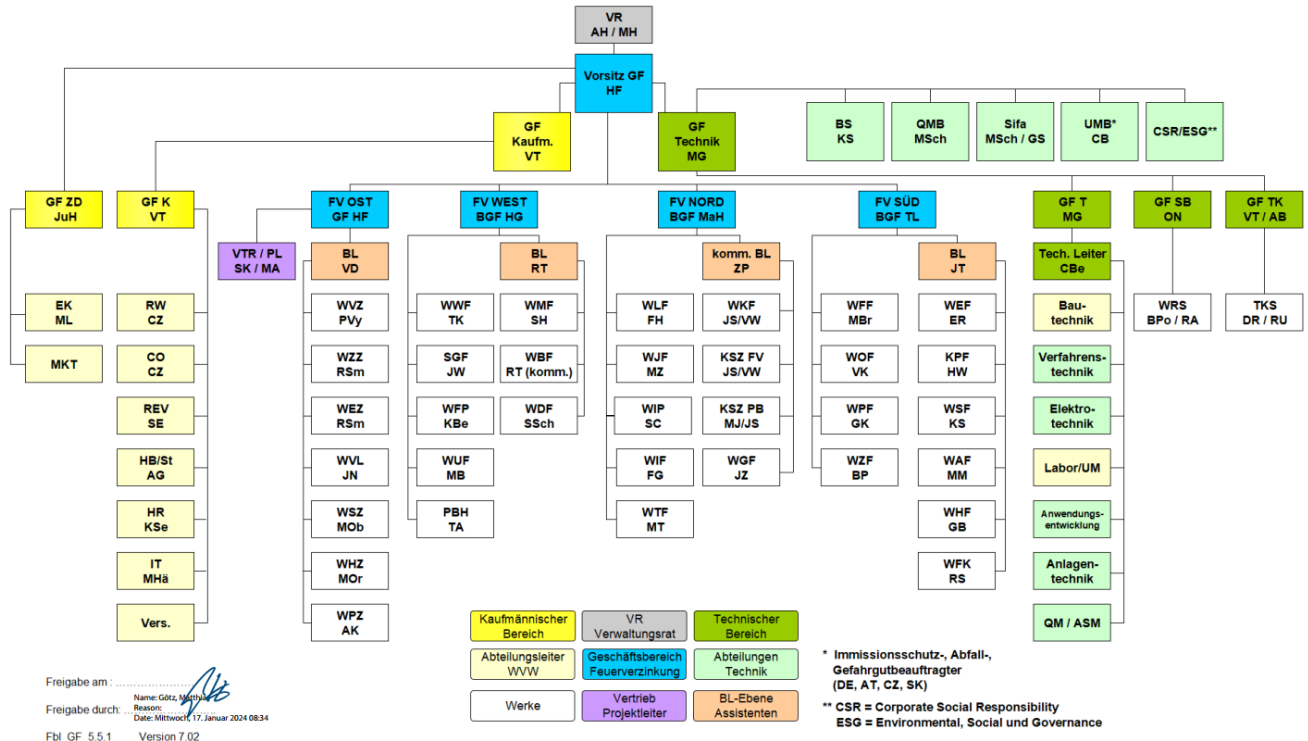 VR
AH / MH
Vorsitz GF
HF
GF
Kaufm.
VT
GF
Technik
MG
BS
KS
QMB
MSch
Sifa
MSch / GS
UMB*
CB
CSR/ESG**
GF ZD
JuH
GF K
VT
FV OST
GF HF
FV WEST
BGF HG
FV NORD
BGF MaH
FV SÜD
BGF TL
GF T
MG
GF SB
ON
GF TK
VT / AB
VTR / PL
SK / MA
BL
VD
BL
RT
komm. BL
ZP
BL
JT
Tech. Leiter
CBe
EK
ML
MKT
RW
CZ
CO
CZ
REV
SE
HB/St
AG
HR
KSe
IT
MHä
Vers.
WVZ
PVy
WZZ
RSm
WEZ
RSm
WVL
JN
WSZ
MOb
WHZ
MOr
WPZ
AK
WWF
TK
SGF
JW
WFP
KBe
WUF
MB
PBH
TA
WMF
SH
WBF
RT (komm.)
WDF
SSch
WLF
FH
WJF
MZ
WIP
SC
WIF
FG
WTF
MT
WKF
JS/VW
KSZ FV
JS/VW
KSZ PB
MJ/JS
WGF
JZ
WFF
MBr
WOF
VK
WPF
GK
WZF
BP
WEF
ER
KPF
HW
WSF
KS
WAF
MM
WHF
GB
WFK
RS
Bau-
technik
Verfahrens-
technik
Elektro-
technik
Labor/UM
Anwendungs-
entwicklung
Anlagen-
technik
QM / ASM
WRS
BPo / RA
TKS
DR / RU
Kaufmännischer
Bereich
VR
Verwaltungsrat
Technischer
Bereich
Abteilungsleiter
WVW
Geschäftsbereich
Feuerverzinkung
Abteilungen
Technik
Werke
Vertrieb
Projektleiter
BL-Ebene
Assistenten
* Immissionsschutz-, Abfall-,
Gefahrgutbeauftragter
(DE, AT, CZ, SK)
** CSR = Corporate Social Responsibility
ESG = Environmental, Social und Governance
Freigabe am :
Name: Götz, Matthias
Freigabe durch:
Reason:
Date: Mittwoch, 17. Januar 2024 08:34
Fbl GF 5.5.1 Version 7.02